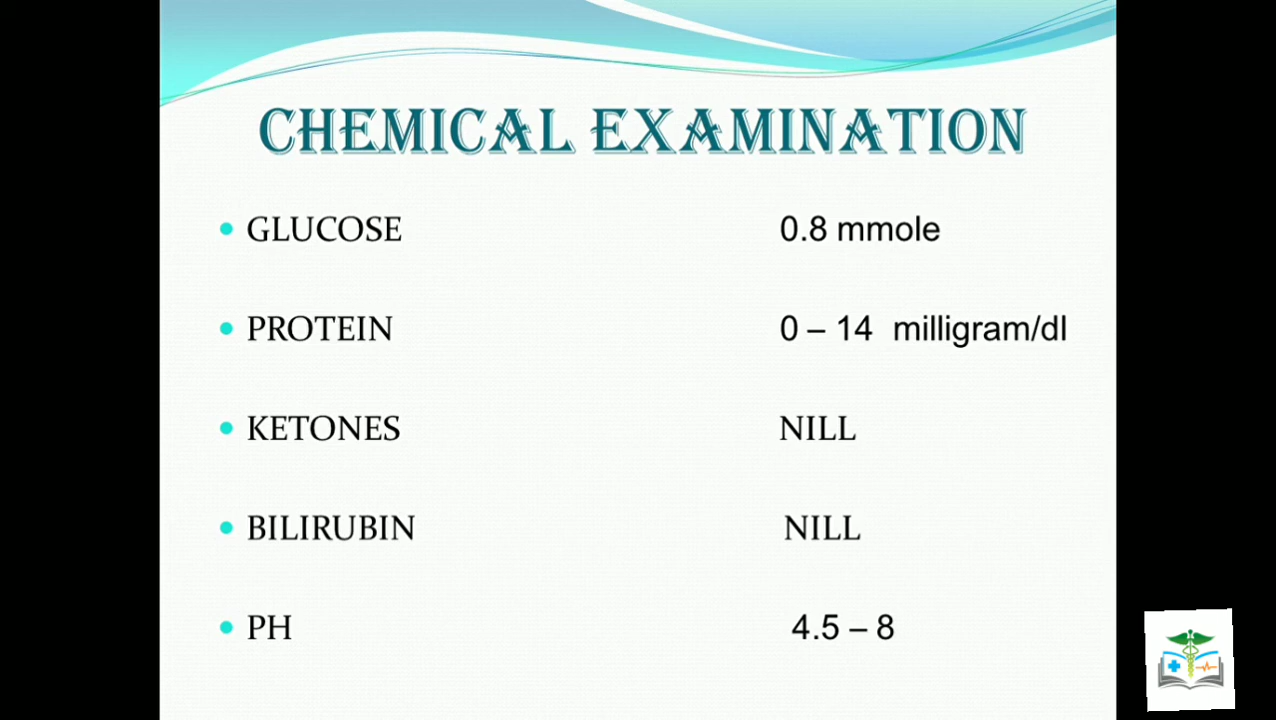 CHEMICAL EXAMINATION
• GLUCOSE 0.8 mmole
• PROTEIN 0 – 14 milligram/dl
• KETONES NILL
• BILIRUBIN NILL
• PH 4.5 – 8